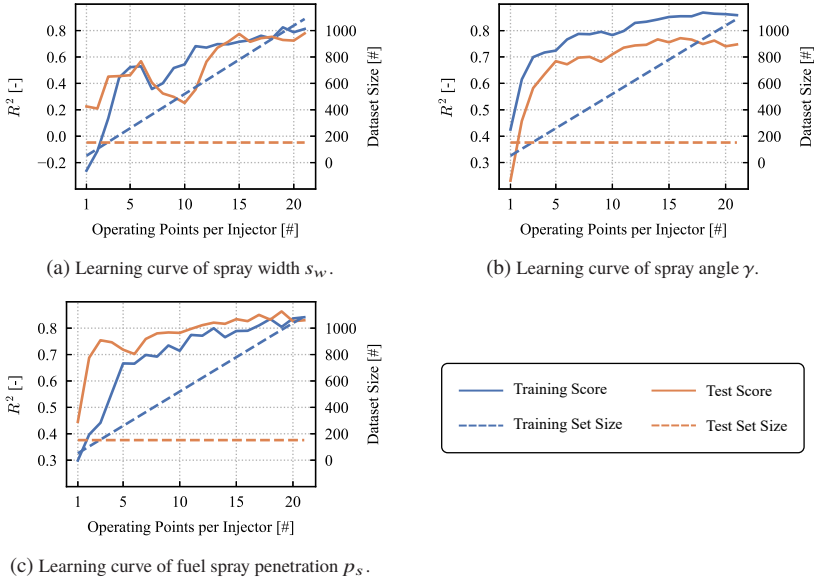 0.8
0.6
0.4
0.2
0.0
−0.2
R² [-]
1000
800
600
400
200
0
Dataset Size [#]
1 5 10 15 20
Operating Points per Injector [#]
(a) Learning curve of spray width s_w.
0.8
0.7
0.6
0.5
0.4
0.3
R² [-]
1000
800
600
400
200
0
Dataset Size [#]
1 5 10 15 20
Operating Points per Injector [#]
(b) Learning curve of spray angle γ.
0.8
0.7
0.6
0.5
0.4
0.3
R² [-]
1000
800
600
400
200
0
Dataset Size [#]
1 5 10 15 20
Operating Points per Injector [#]
(c) Learning curve of fuel spray penetration p_s.
Training Score Test Score
Training Set Size Test Set Size